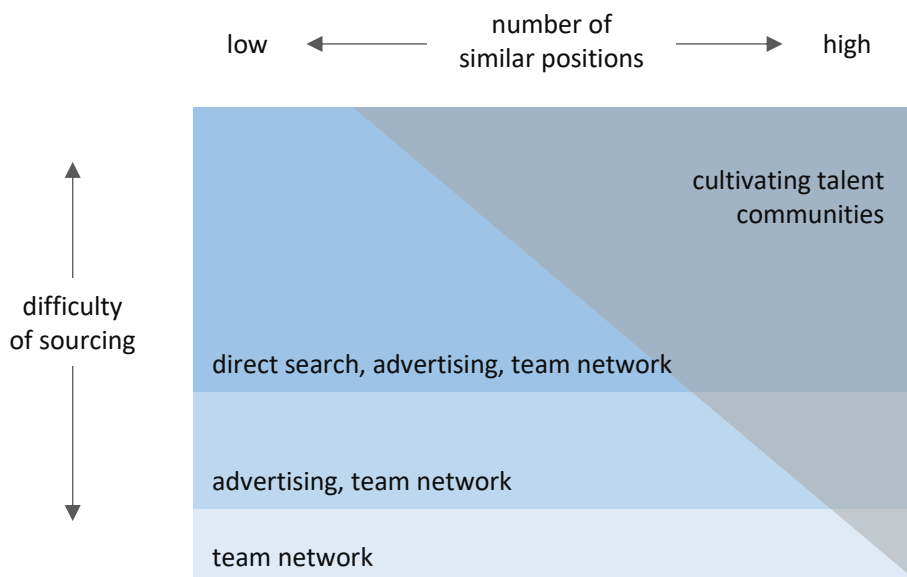 low
number of
similar positions
high
cultivating talent
communities
difficulty
of sourcing
direct search, advertising, team network
advertising, team network
team network